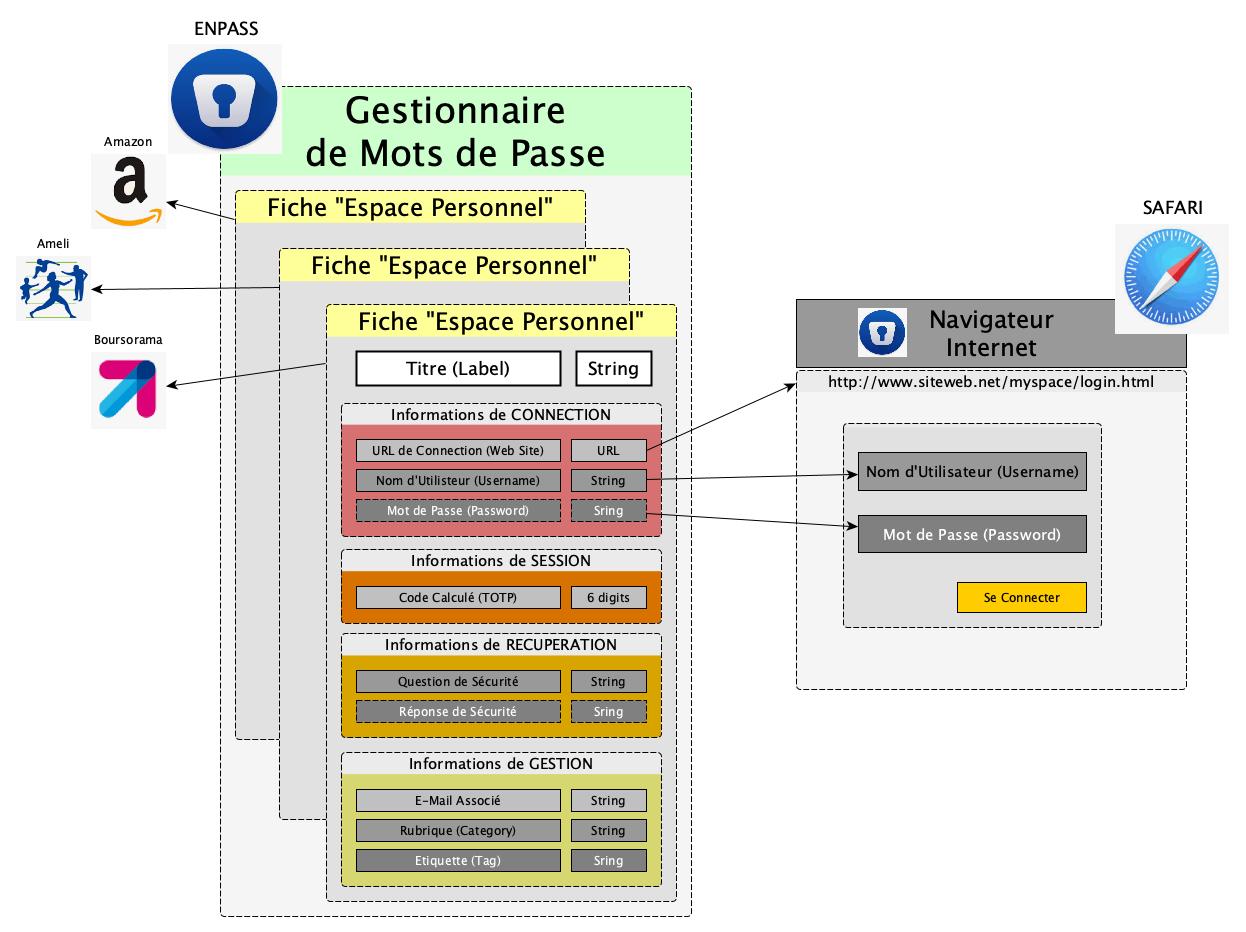 ENPASS
Gestionnaire
de Mots de Passe
Amazon
a
Ameli
Boursorama
Fiche "Espace Personnel"
Fiche "Espace Personnel"
Fiche "Espace Personnel"
Titre (Label)
String
Informations de CONNECTION
URL de Connection (Web Site)
URL
Nom d'Utilisteur (Username)
String
Mot de Passe (Password)
Sring
Informations de SESSION
Code Calculé (TOTP)
6 digits
Informations de RECUPERATION
Question de Sécurité
String
Réponse de Sécurité
Sring
Informations de GESTION
E-Mail Associé
String
Rubrique (Category)
String
Etiquette (Tag)
Sring
SAFARI
Navigateur
Internet
http://www.siteweb.net/myspace/login.html
Nom d'Utilisateur (Username)
Mot de Passe (Password)
Se Connecter